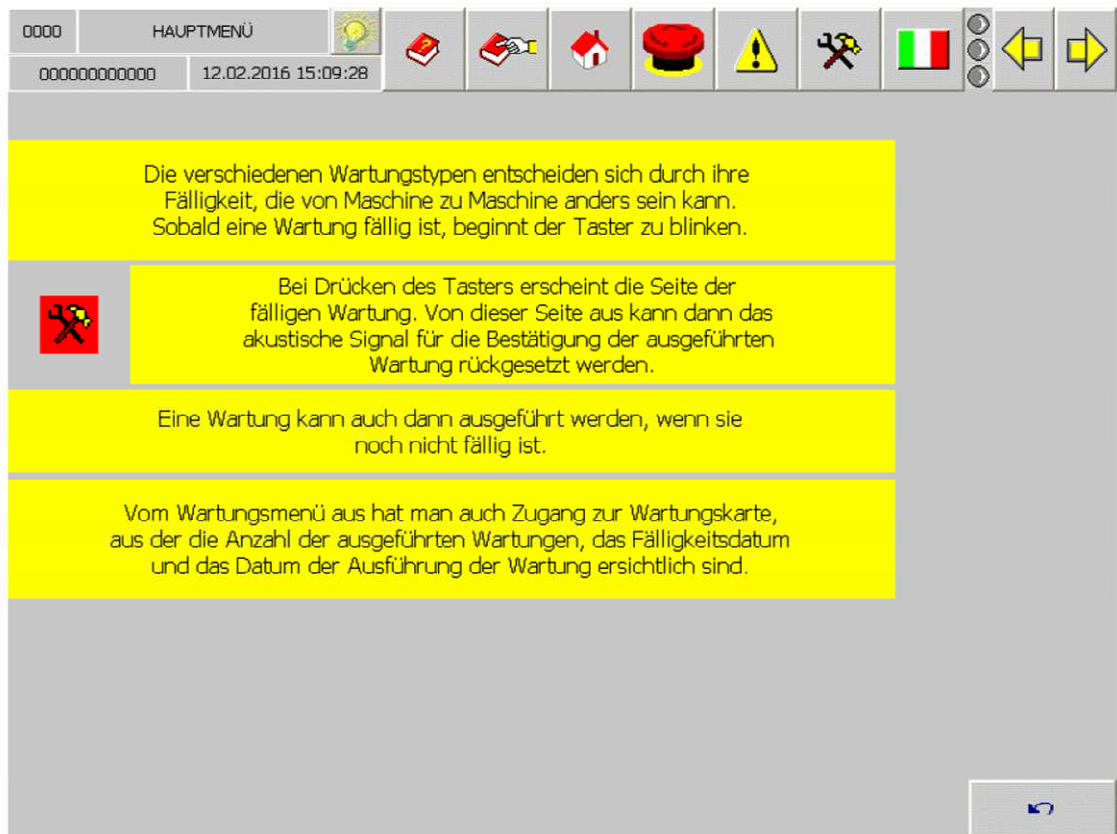 0000
HAUPTMENÜ
000000000000
12.02.2016 15:09:28
Die verschiedenen Wartungstypen entscheiden sich durch ihre
Fälligkeit, die von Maschine zu Maschine anders sein kann.
Sobald eine Wartung fällig ist, beginnt der Taster zu blinken.
Bei Drücken des Tasters erscheint die Seite der
fälligen Wartung. Von dieser Seite aus kann dann das
akustische Signal für die Bestätigung der ausgeführten
Wartung rückgesetzt werden.
Eine Wartung kann auch dann ausgeführt werden, wenn sie
noch nicht fällig ist.
Vom Wartungsmenü aus hat man auch Zugang zur Wartungskarte,
aus der die Anzahl der ausgeführten Wartungen, das Fälligkeitsdatum
und das Datum der Ausführung der Wartung ersichtlich sind.